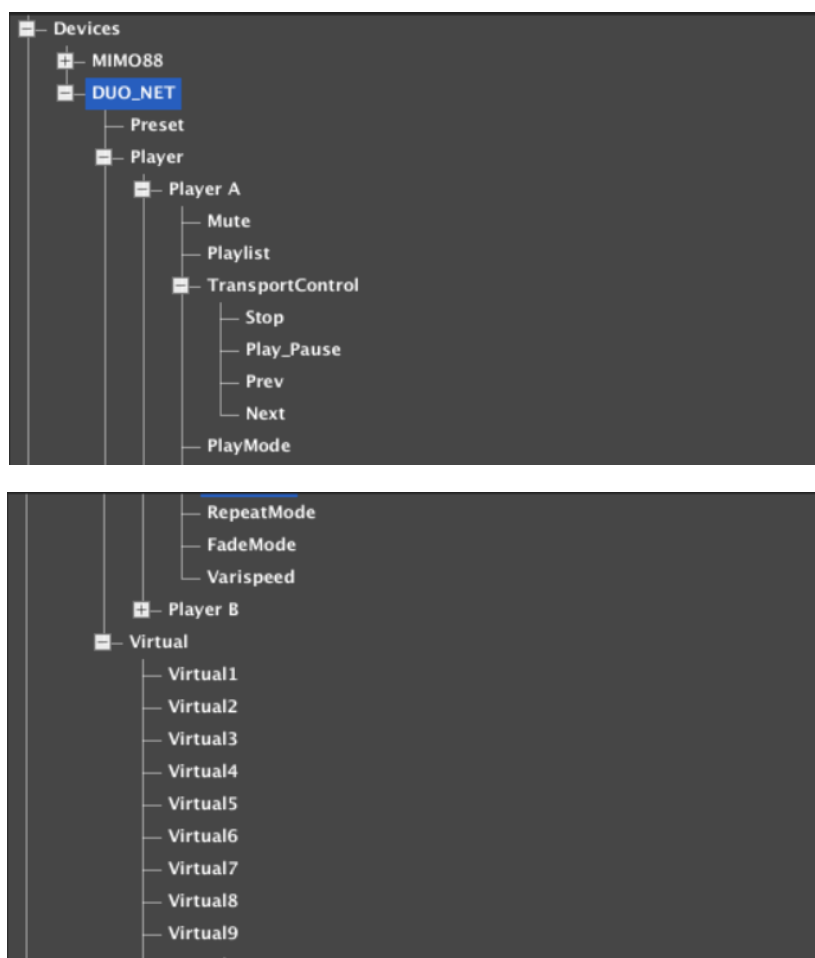 Devices
MIMO88
DUO_NET
Preset
Player
Player A
Mute
Playlist
TransportControl
Stop
Play_Pause
Prev
Next
PlayMode
RepeatMode
FadeMode
Varispeed
Player B
Virtual
Virtual1
Virtual2
Virtual3
Virtual4
Virtual5
Virtual6
Virtual7
Virtual8
Virtual9